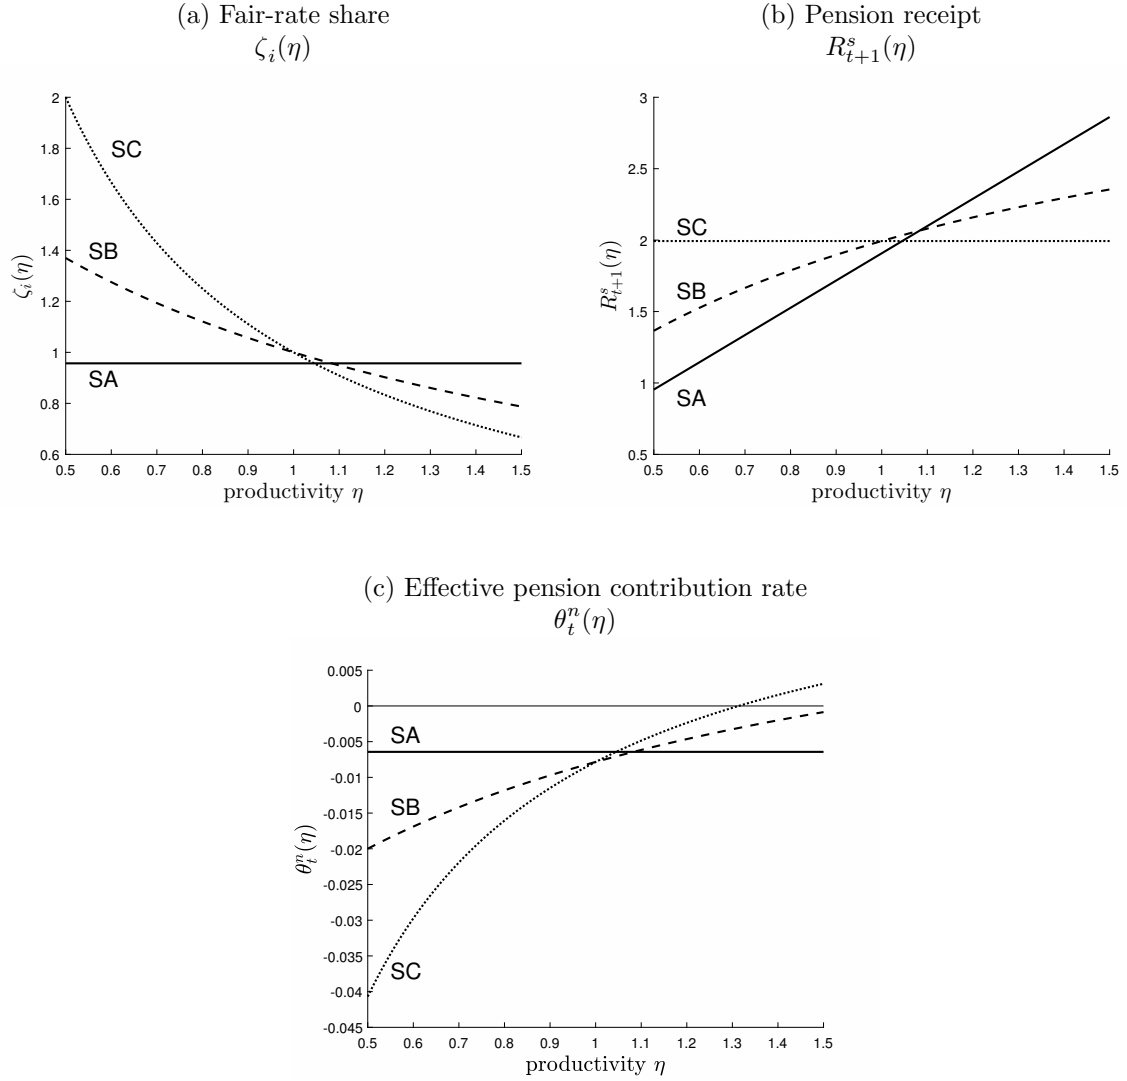 (a) Fair-rate share
ζᵢ(η)
2
1.8
1.6
1.4
1.2
1
0.8
0.6
ζᵢ(η)
SC
SB
SA
0.5 0.6 0.7 0.8 0.9 1 1.1 1.2 1.3 1.4 1.5
productivity η
(b) Pension receipt
Rˢₜ₊₁(η)
3
2.5
2
1.5
1
0.5
Rˢₜ₊₁(η)
SC
SB
SA
0.5 0.6 0.7 0.8 0.9 1 1.1 1.2 1.3 1.4 1.5
productivity η
(c) Effective pension contribution rate
θⁿₜ(η)
0.005
0
-0.005
-0.01
-0.015
-0.02
-0.025
-0.03
-0.035
-0.04
-0.045
θⁿₜ(η)
SA
SB
SC
0.5 0.6 0.7 0.8 0.9 1 1.1 1.2 1.3 1.4 1.5
productivity η